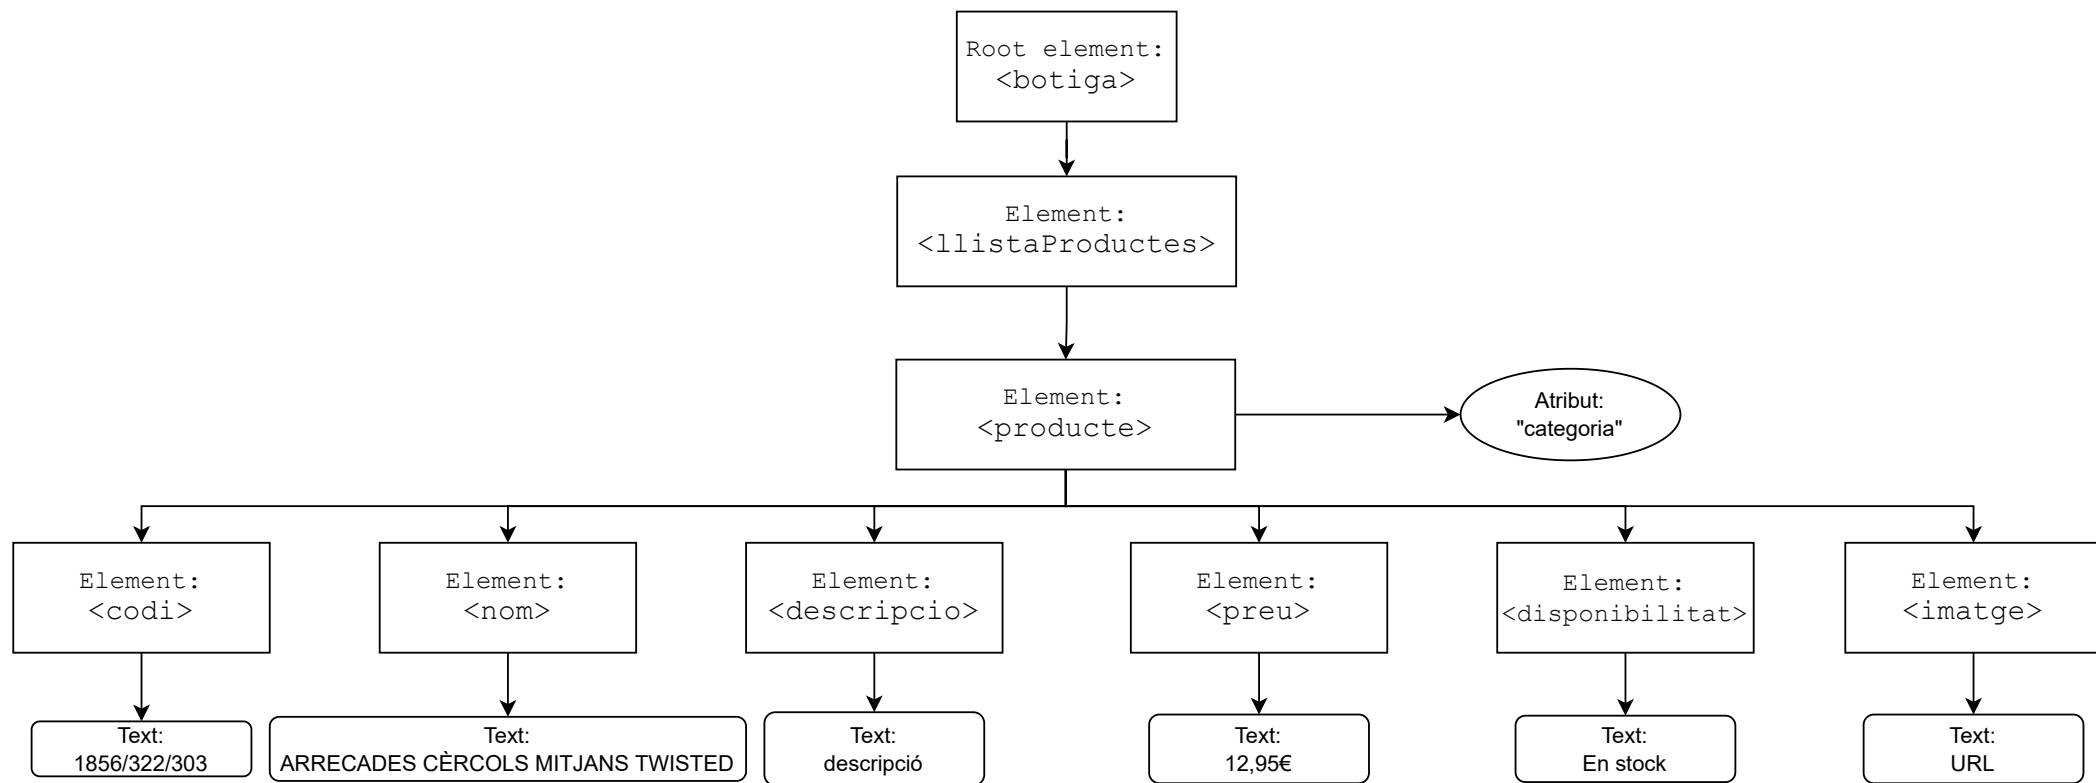 Root element:
<botiga>
Element:
<llistaProductes>
Element:
<producte>
Atribut:
"categoria"
Element:
<codi>
Element:
<nom>
Element:
<descripcio>
Element:
<preu>
Element:
<disponibilitat>
Element:
<imatge>
Text:
1856/322/303
Text:
ARRECADES CÈRCOLS MITJANS TWISTED
Text:
descripció
Text:
12,95€
Text:
En stock
Text:
URL